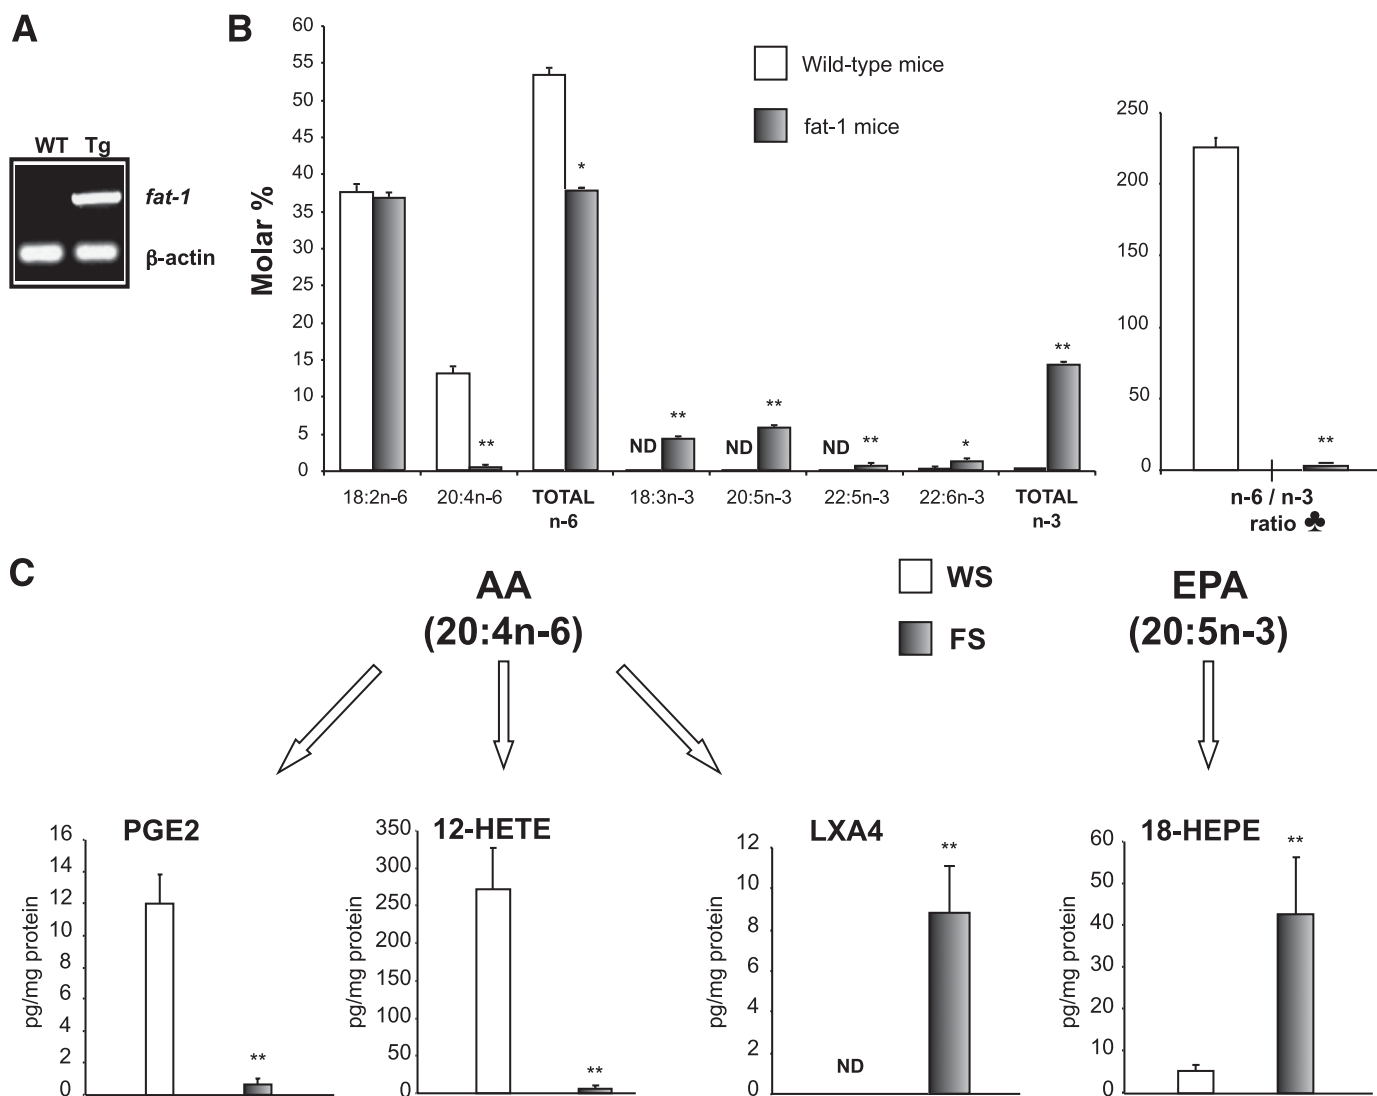 A
WT Tg
fat-1
β-actin
B
Molar %
60
55
50
45
40
35
30
25
20
15
10
5
0
Wild-type mice
fat-1 mice
*
**
ND
**
ND
**
ND
**
*
**
18:2n-6 20:4n-6 TOTAL n-6 18:3n-3 20:5n-3 22:5n-3 22:6n-3 TOTAL n-3
250
200
150
100
50
0
**
n-6 / n-3
ratio ♣
C
AA
(20:4n-6)
WS
FS
EPA
(20:5n-3)
PGE2
pg/mg protein
16
14
12
10
8
6
4
2
0
**
12-HETE
pg/mg protein
350
300
250
200
150
100
50
0
**
LXA4
pg/mg protein
12
10
8
6
4
2
0
ND
**
18-HEPE
pg/mg protein
60
50
40
30
20
10
0
**